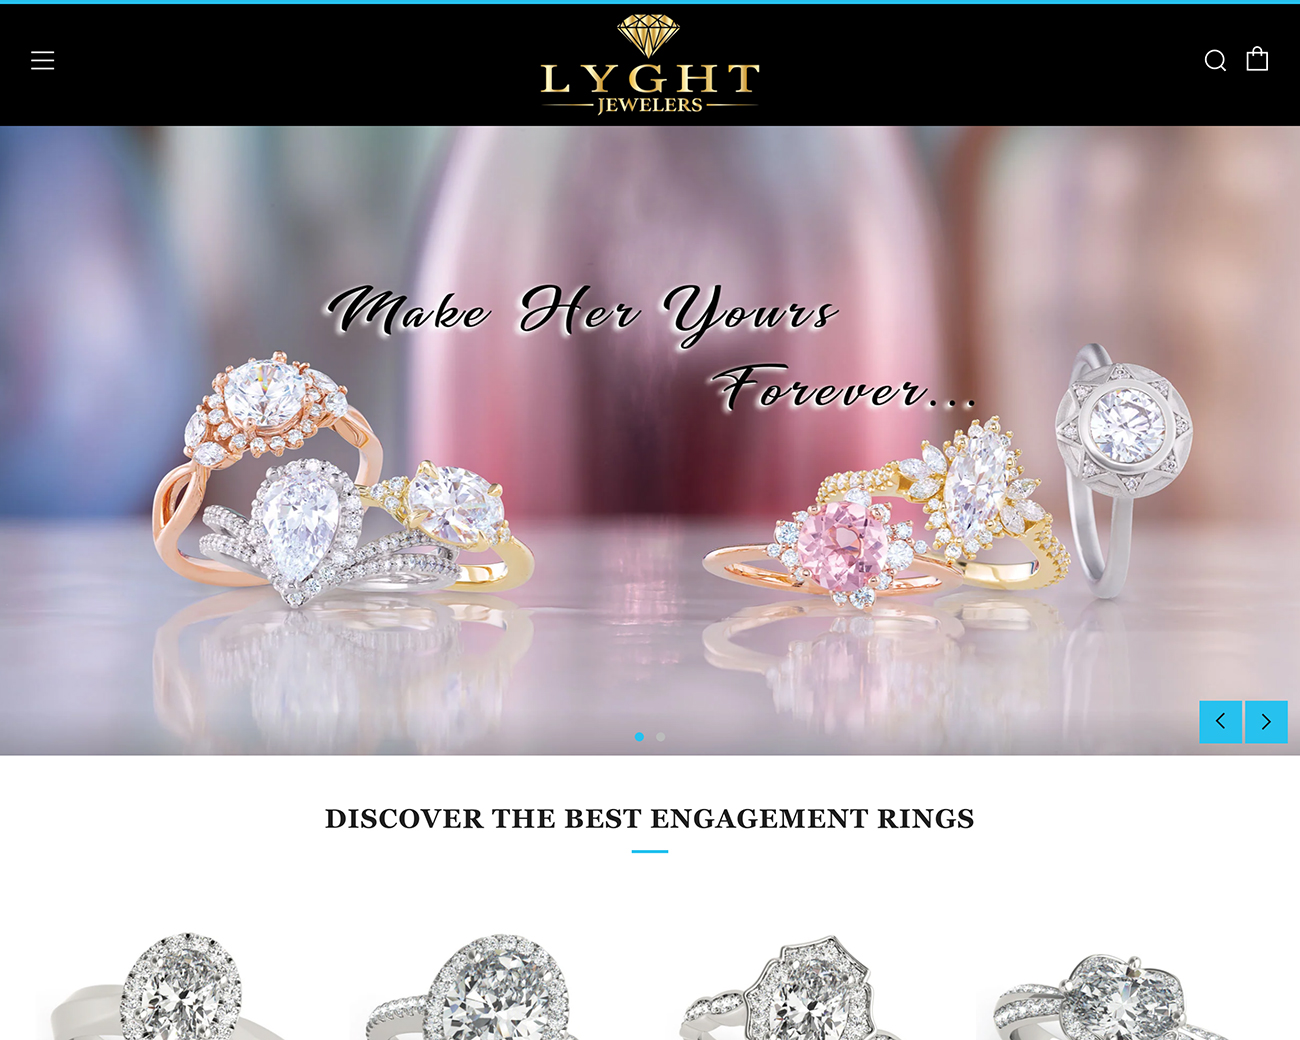 LYGHT
JEWELERS
Make Her Yours
Forever...
DISCOVER THE BEST ENGAGEMENT RINGS